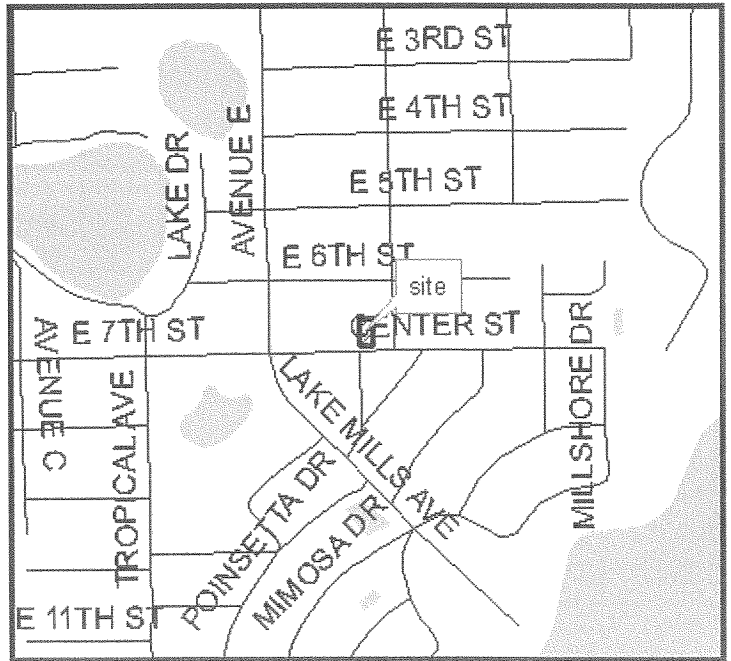 E 3RD ST
E 4TH ST
AVENUE E
LAKE DR
E 5TH ST
E 6TH ST
site
E 7TH ST
CENTER ST
AVENUE C
TROPICAL AVE
LAKE MILLS AVE
MILLSHORE DR
POINSETTA DR
MIMOSA DR
E 11TH ST